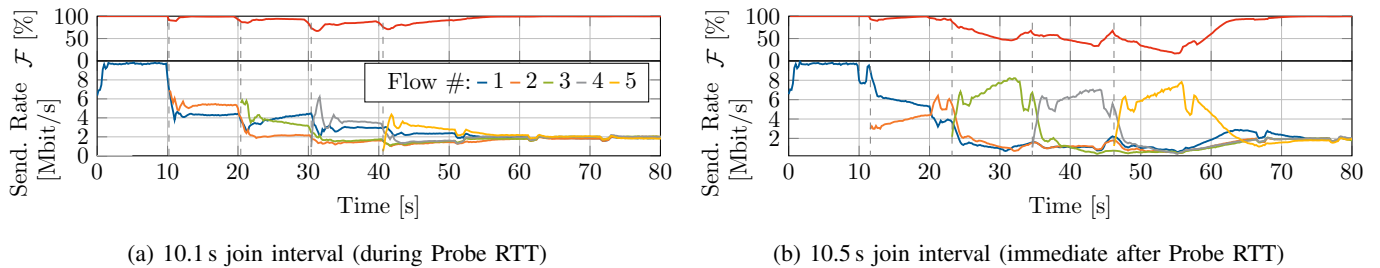 100
50
0
F [%]
8
6
4
2
0
Send. Rate
[Mbit/s]
Flow #: 1 2 3 4 5
0 10 20 30 40 50 60 70 80
Time [s]
(a) 10.1 s join interval (during Probe RTT)
100
50
0
F [%]
8
6
4
2
Send. Rate
[Mbit/s]
0 10 20 30 40 50 60 70 80
Time [s]
(b) 10.5 s join interval (immediate after Probe RTT)